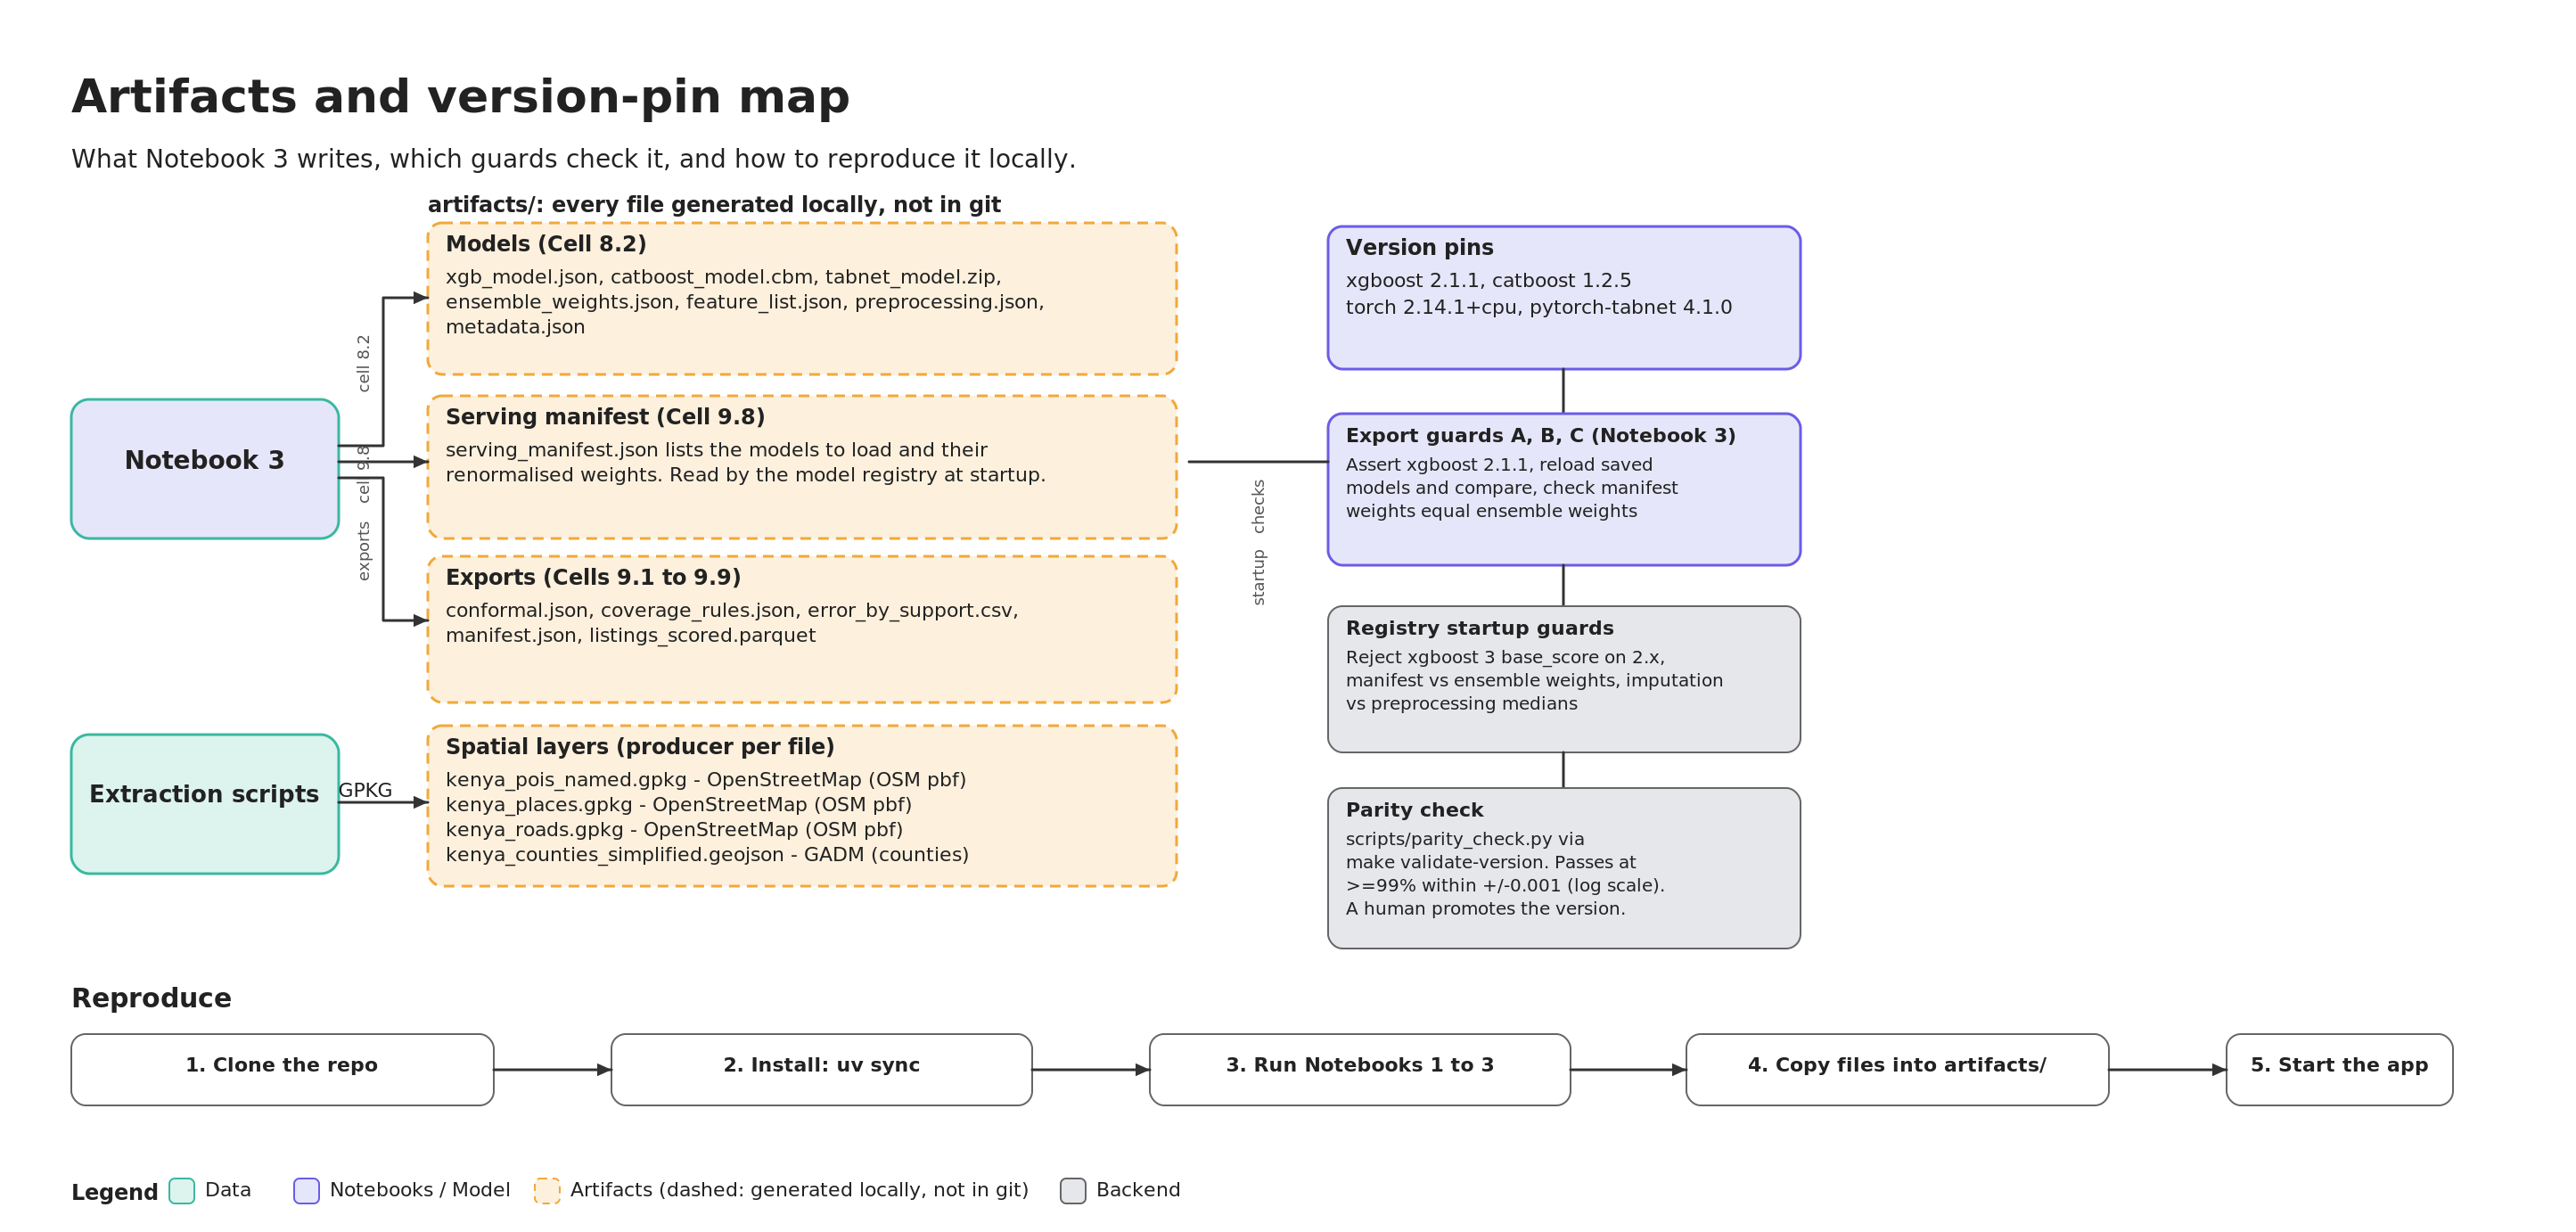 Artifacts and version-pin map
What Notebook 3 writes, which guards check it, and how to reproduce it locally.
artifacts/: every file generated locally, not in git
Models (Cell 8.2)
xgb_model.json, catboost_model.cbm, tabnet_model.zip,
ensemble_weights.json, feature_list.json, preprocessing.json,
metadata.json
Version pins
xgboost 2.1.1, catboost 1.2.5
torch 2.14.1+cpu, pytorch-tabnet 4.1.0
cell 8.2
Notebook 3
cell 9.8
exports
Serving manifest (Cell 9.8)
serving_manifest.json lists the models to load and their
renormalised weights. Read by the model registry at startup.
Export guards A, B, C (Notebook 3)
Assert xgboost 2.1.1, reload saved
models and compare, check manifest
weights equal ensemble weights
startup checks
Exports (Cells 9.1 to 9.9)
conformal.json, coverage_rules.json, error_by_support.csv,
manifest.json, listings_scored.parquet
Registry startup guards
Reject xgboost 3 base_score on 2.x,
manifest vs ensemble weights, imputation
vs preprocessing medians
Extraction scripts
GPKG
Spatial layers (producer per file)
kenya_pois_named.gpkg - OpenStreetMap (OSM pbf)
kenya_places.gpkg - OpenStreetMap (OSM pbf)
kenya_roads.gpkg - OpenStreetMap (OSM pbf)
kenya_counties_simplified.geojson - GADM (counties)
Parity check
scripts/parity_check.py via
make validate-version. Passes at
>=99% within +/-0.001 (log scale).
A human promotes the version.
Reproduce
1. Clone the repo
2. Install: uv sync
3. Run Notebooks 1 to 3
4. Copy files into artifacts/
5. Start the app
Legend
Data
Notebooks / Model
Artifacts (dashed: generated locally, not in git)
Backend